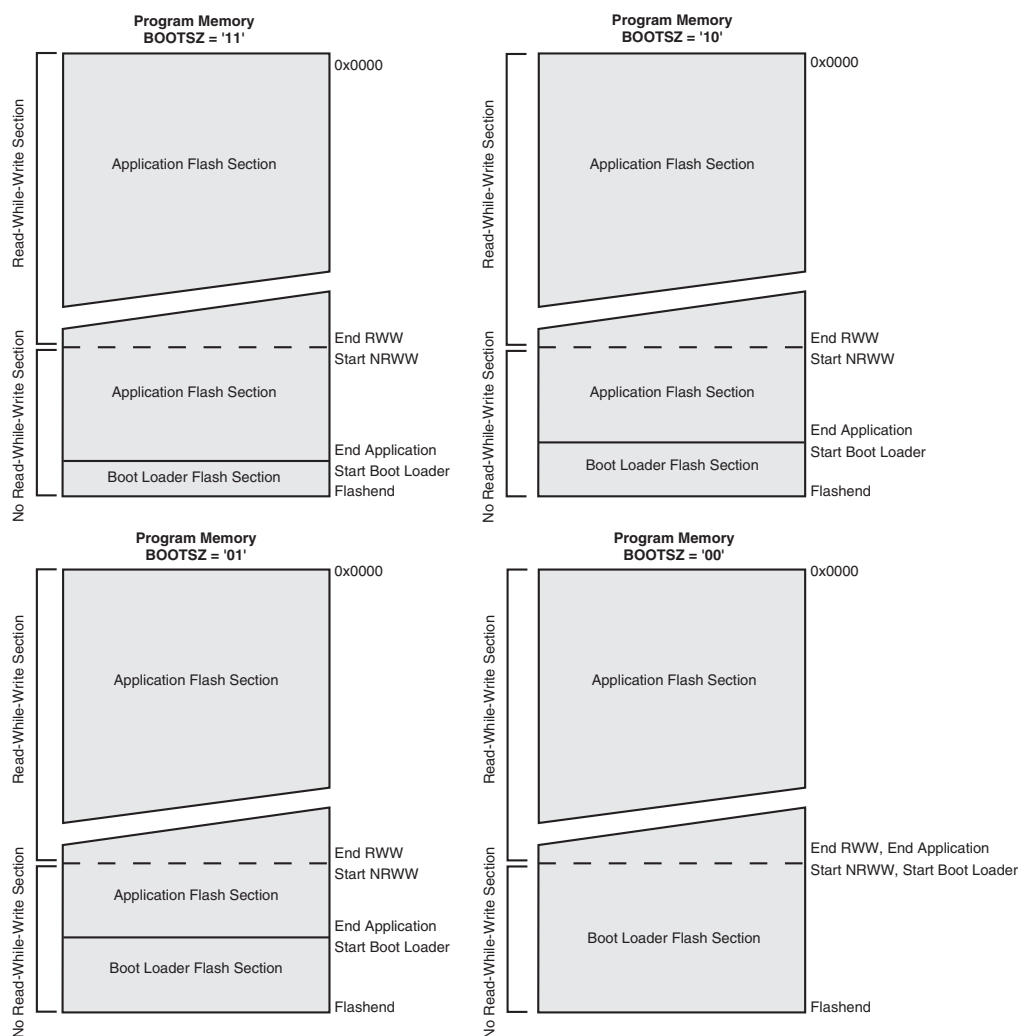 Program Memory
BOOTSZ = '11'
0x0000
Read-While-Write Section
Application Flash Section
End RWW
Start NRWW
No Read-While-Write Section
Application Flash Section
End Application
Start Boot Loader
Boot Loader Flash Section
Flashend
Program Memory
BOOTSZ = '10'
0x0000
Read-While-Write Section
Application Flash Section
End RWW
Start NRWW
No Read-While-Write Section
Application Flash Section
End Application
Start Boot Loader
Boot Loader Flash Section
Flashend
Program Memory
BOOTSZ = '01'
0x0000
Read-While-Write Section
Application Flash Section
End RWW
Start NRWW
No Read-While-Write Section
Application Flash Section
End Application
Start Boot Loader
Boot Loader Flash Section
Flashend
Program Memory
BOOTSZ = '00'
0x0000
Read-While-Write Section
Application Flash Section
End RWW, End Application
Start NRWW, Start Boot Loader
No Read-While-Write Section
Boot Loader Flash Section
Flashend